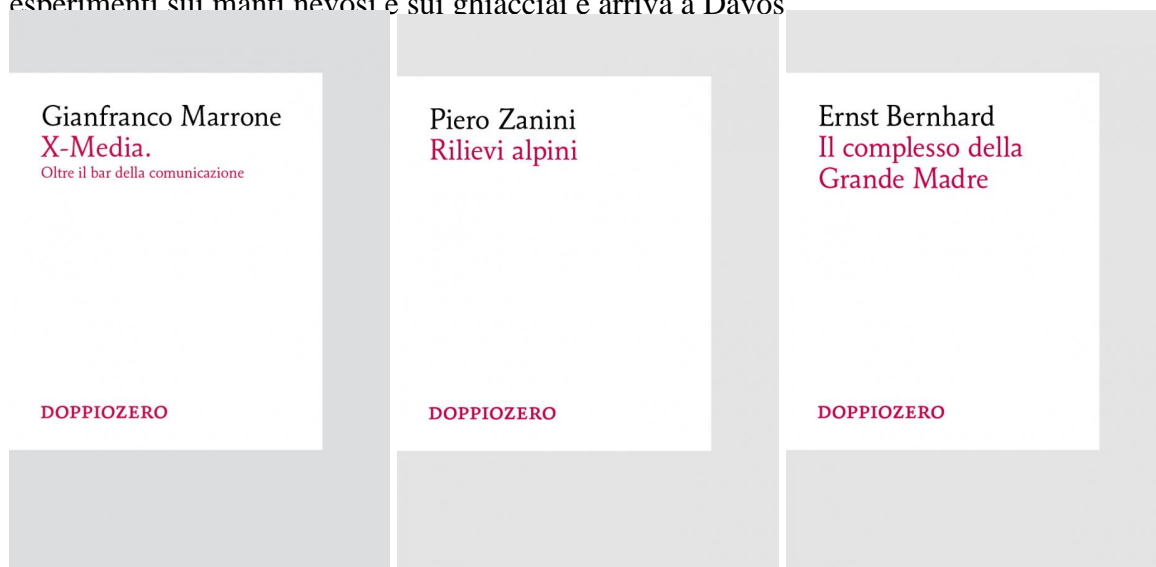 esperimenti sui manti nevosi e sui ghiacciai e arriva a Davos
Gianfranco Marrone
X-Media.
Oltre il bar della comunicazione
DOPPIOZERO
Piero Zanini
Rilievi alpini
DOPPIOZERO
Ernst Bernhard
Il complesso della
Grande Madre
DOPPIOZERO